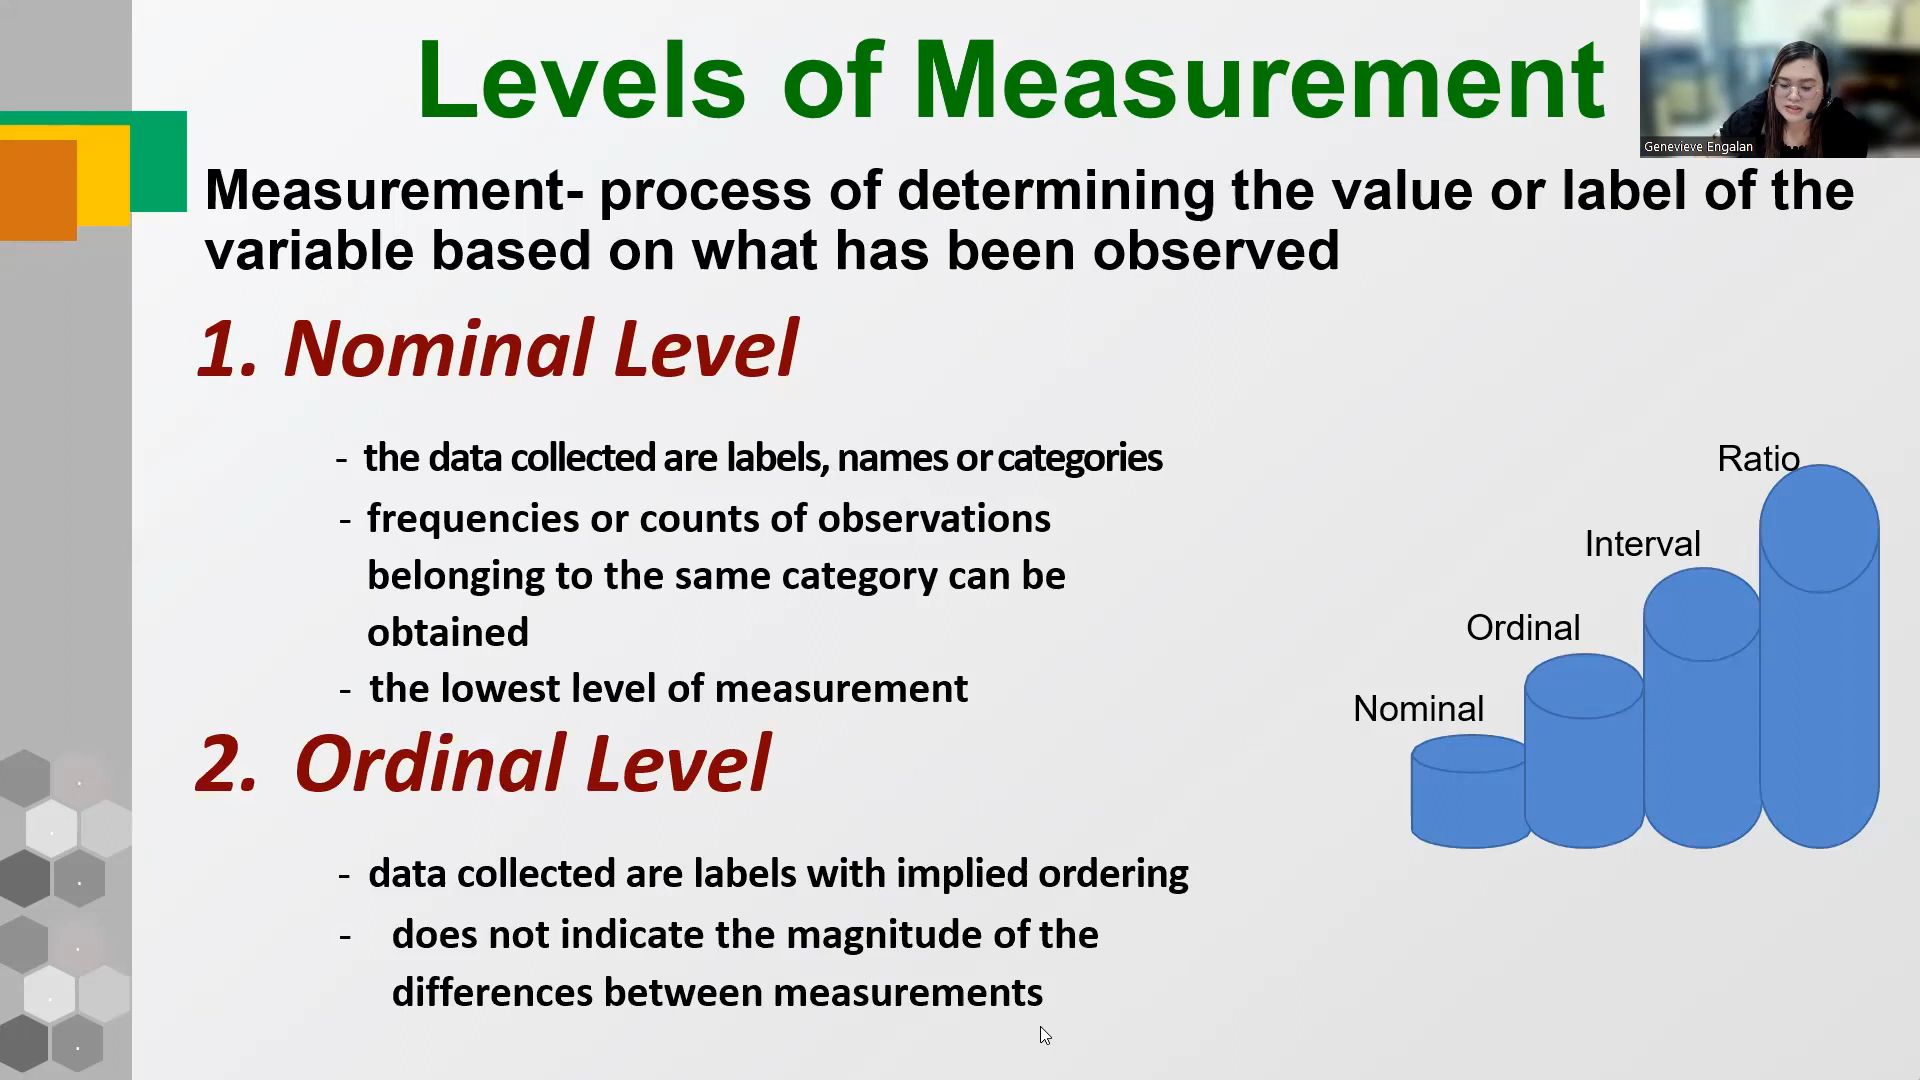 Levels of Measurement
Genevieve Engalan
Measurement- process of determining the value or label of the
variable based on what has been observed
1. Nominal Level
- the data collected are labels, names or categories
- frequencies or counts of observations
belonging to the same category can be
obtained
- the lowest level of measurement
2. Ordinal Level
- data collected are labels with implied ordering
- does not indicate the magnitude of the
differences between measurements
Ratio
Interval
Ordinal
Nominal